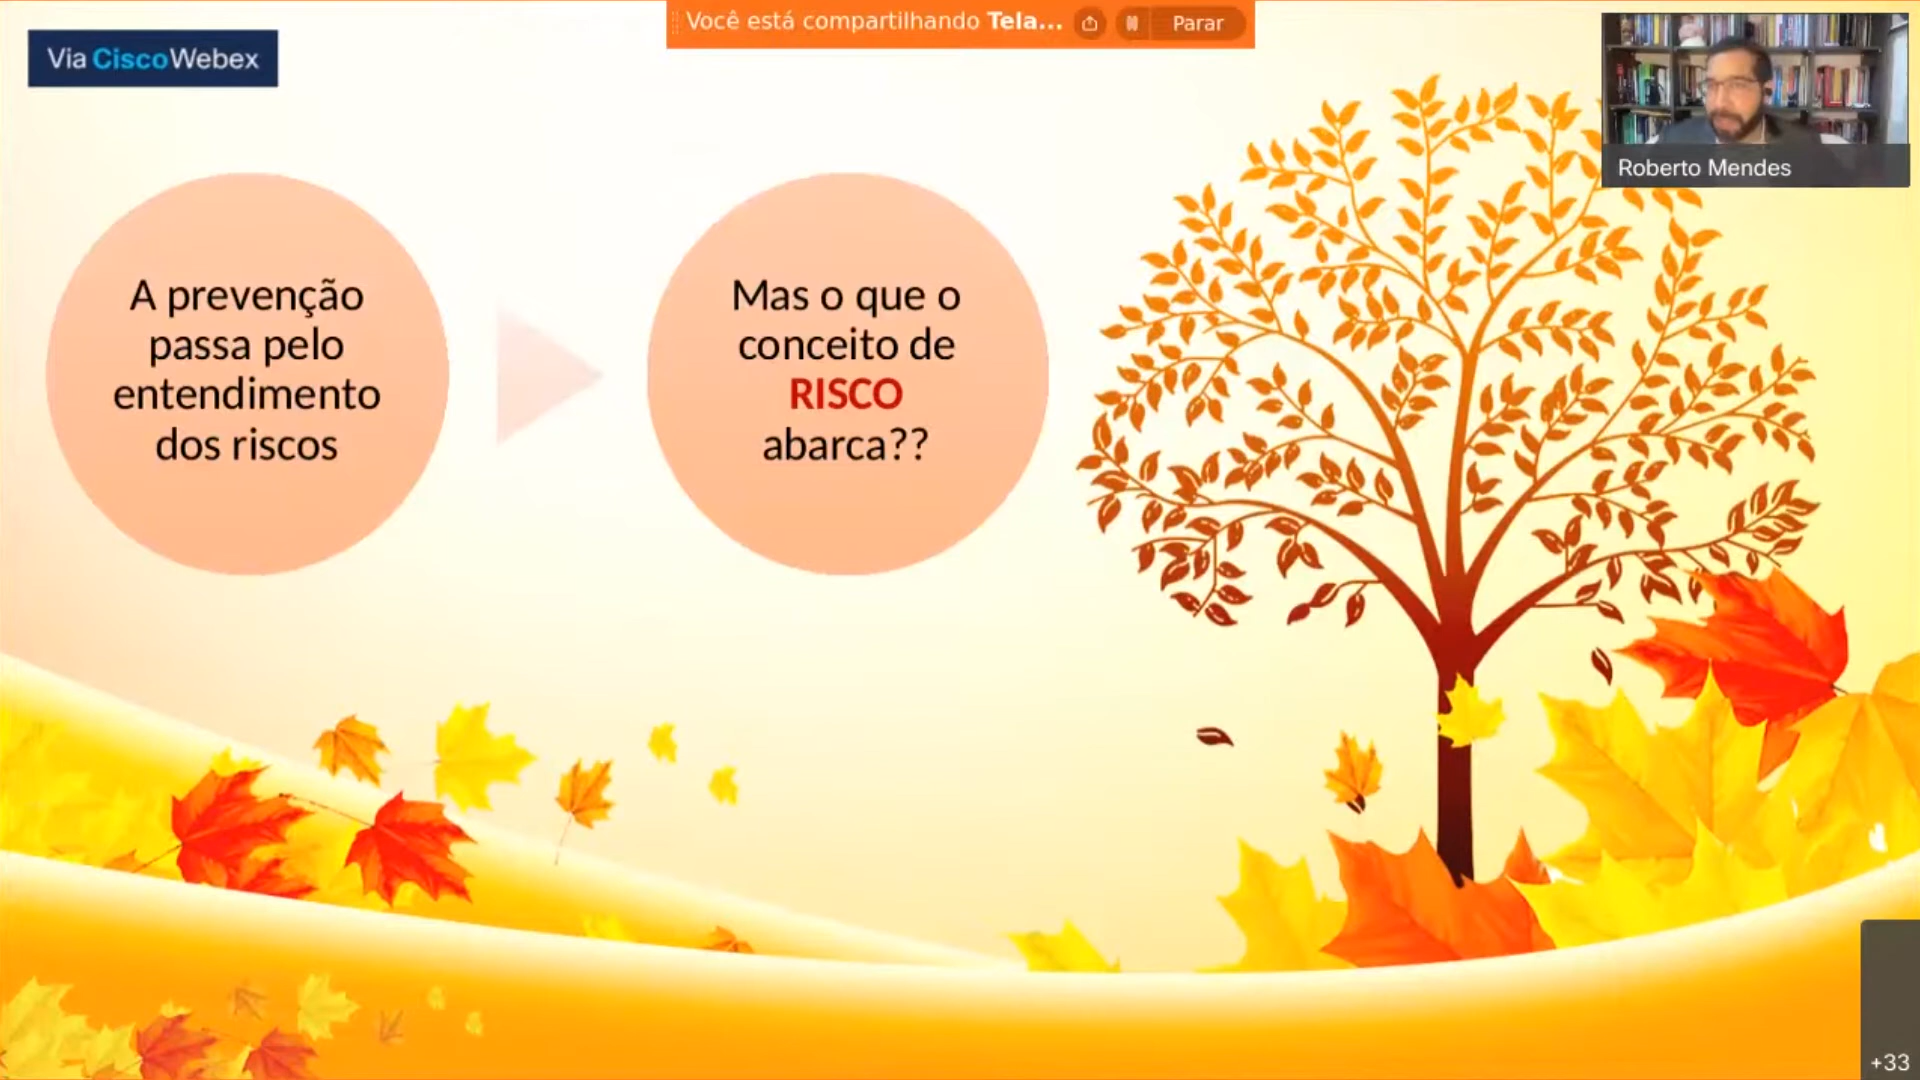 Você está compartilhando Tela...
Parar
Via CiscoWebex
Roberto Mendes
A prevenção
passa pelo
entendimento
dos riscos
Mas o que o
conceito de
RISCO
abarca??
+33